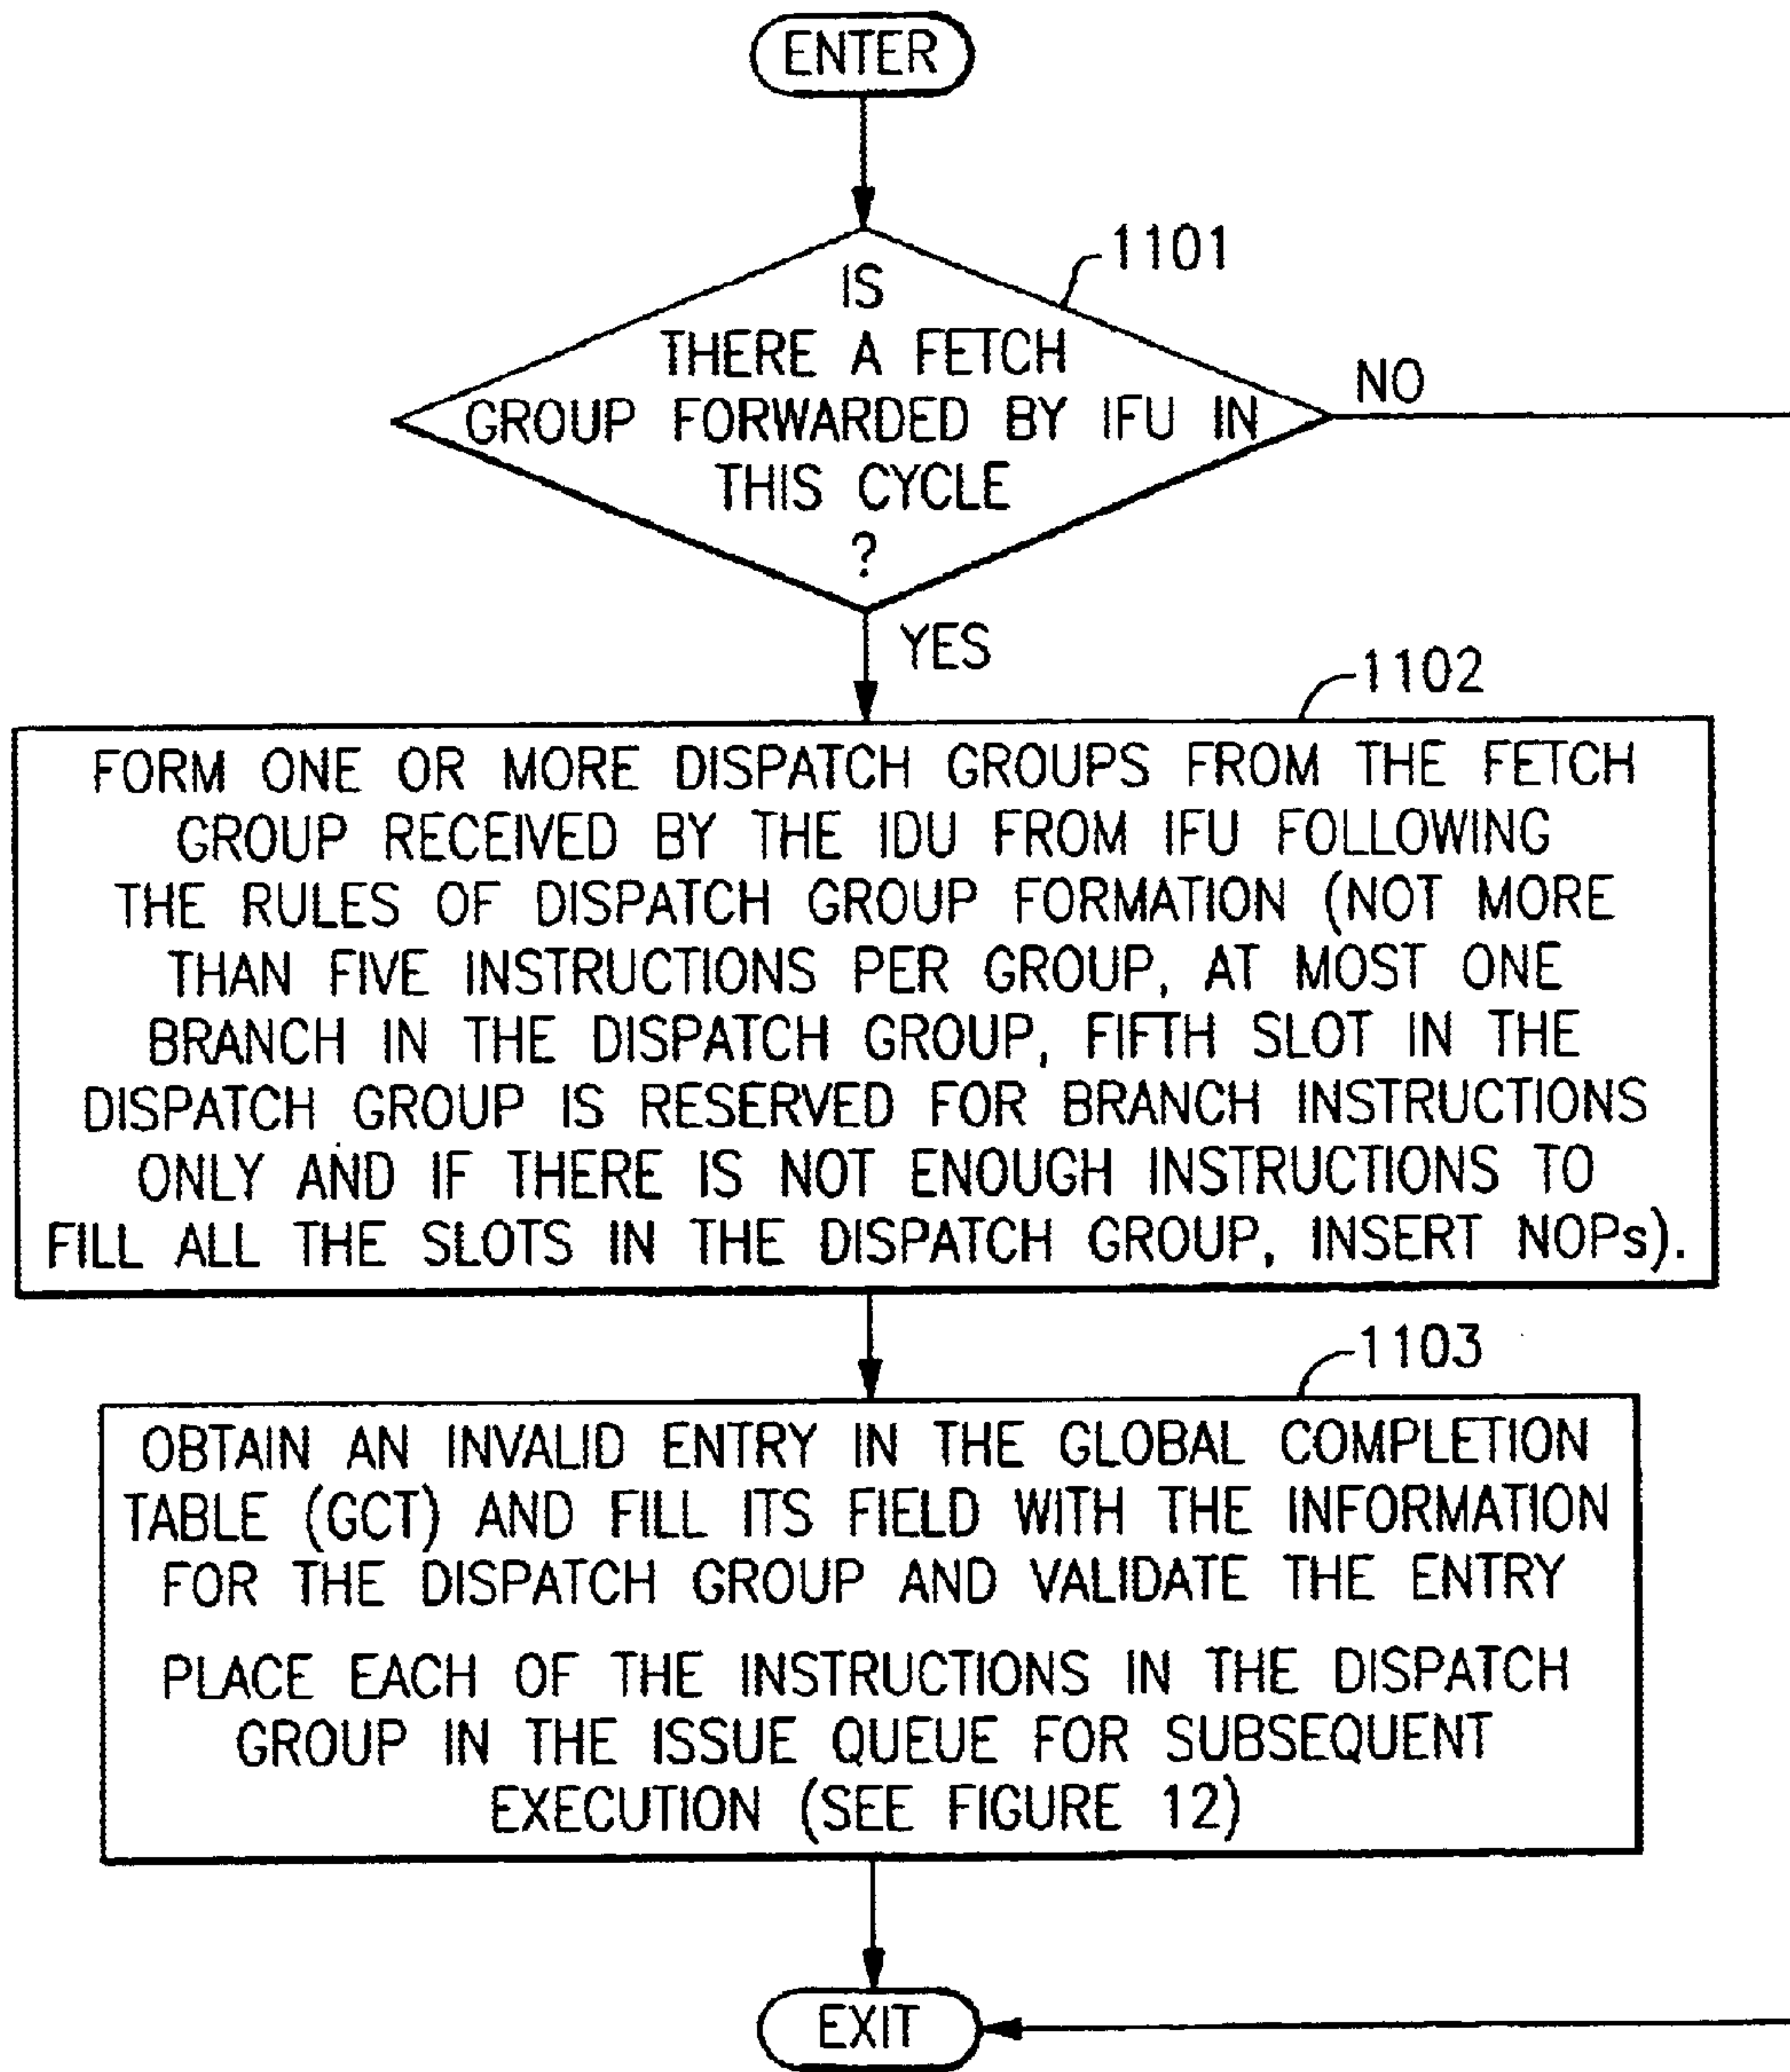 ENTER
1101
IS
THERE A FETCH
GROUP FORWARDED BY IFU IN
THIS CYCLE
?
NO
YES
1102
FORM ONE OR MORE DISPATCH GROUPS FROM THE FETCH
GROUP RECEIVED BY THE IDU FROM IFU FOLLOWING
THE RULES OF DISPATCH GROUP FORMATION (NOT MORE
THAN FIVE INSTRUCTIONS PER GROUP, AT MOST ONE
BRANCH IN THE DISPATCH GROUP, FIFTH SLOT IN THE
DISPATCH GROUP IS RESERVED FOR BRANCH INSTRUCTIONS
ONLY AND IF THERE IS NOT ENOUGH INSTRUCTIONS TO
FILL ALL THE SLOTS IN THE DISPATCH GROUP, INSERT NOPs).
1103
OBTAIN AN INVALID ENTRY IN THE GLOBAL COMPLETION
TABLE (GCT) AND FILL ITS FIELD WITH THE INFORMATION
FOR THE DISPATCH GROUP AND VALIDATE THE ENTRY
PLACE EACH OF THE INSTRUCTIONS IN THE DISPATCH
GROUP IN THE ISSUE QUEUE FOR SUBSEQUENT
EXECUTION (SEE FIGURE 12)
EXIT